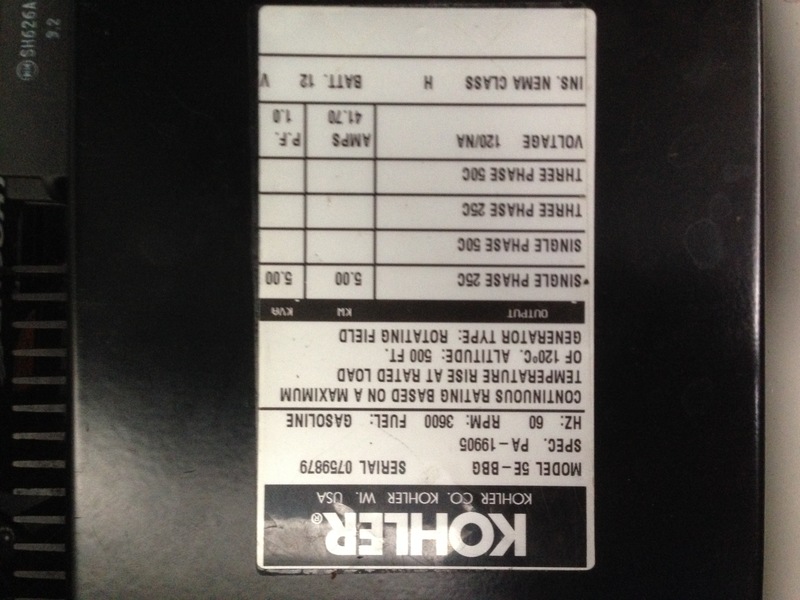 KOHLER®
KOHLER CO. KOHLER WI. USA
MODEL 5E-BBG SERIAL 0759879
SPEC. PA-19905
HZ: 60 RPM: 3600 FUEL: GASOLINE
CONTINUOUS RATING BASED ON A MAXIMUM
TEMPERATURE RISE AT RATED LOAD
OF 120°C. ALTITUDE: 500 FT.
GENERATOR TYPE: ROTATING FIELD
OUTPUT KW KVA
SINGLE PHASE 25C 5.00 5.00
SINGLE PHASE 50C
THREE PHASE 25C
THREE PHASE 50C
VOLTAGE 120/NA AMPS P.F.
41.70 1.0
INS. NEMA CLASS H BATT. 12 V
SH626A
9.2